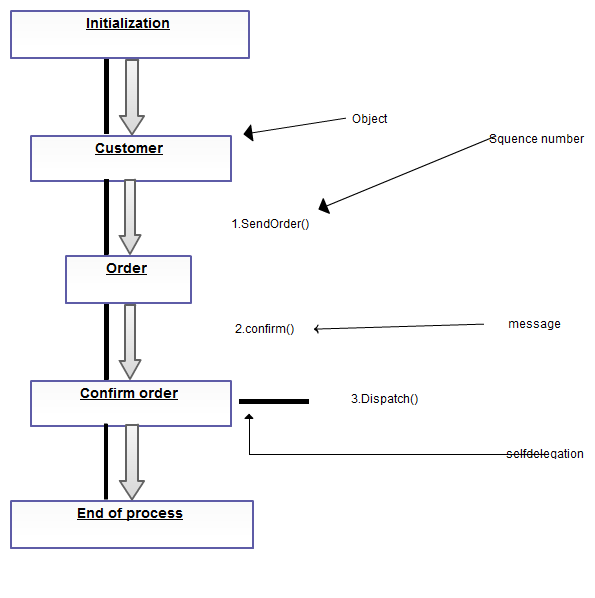 Initialization
Customer
Object
Squence number
1.SendOrder()
Order
2.confirm()
message
Confirm order
3.Dispatch()
selfdelegation
End of process